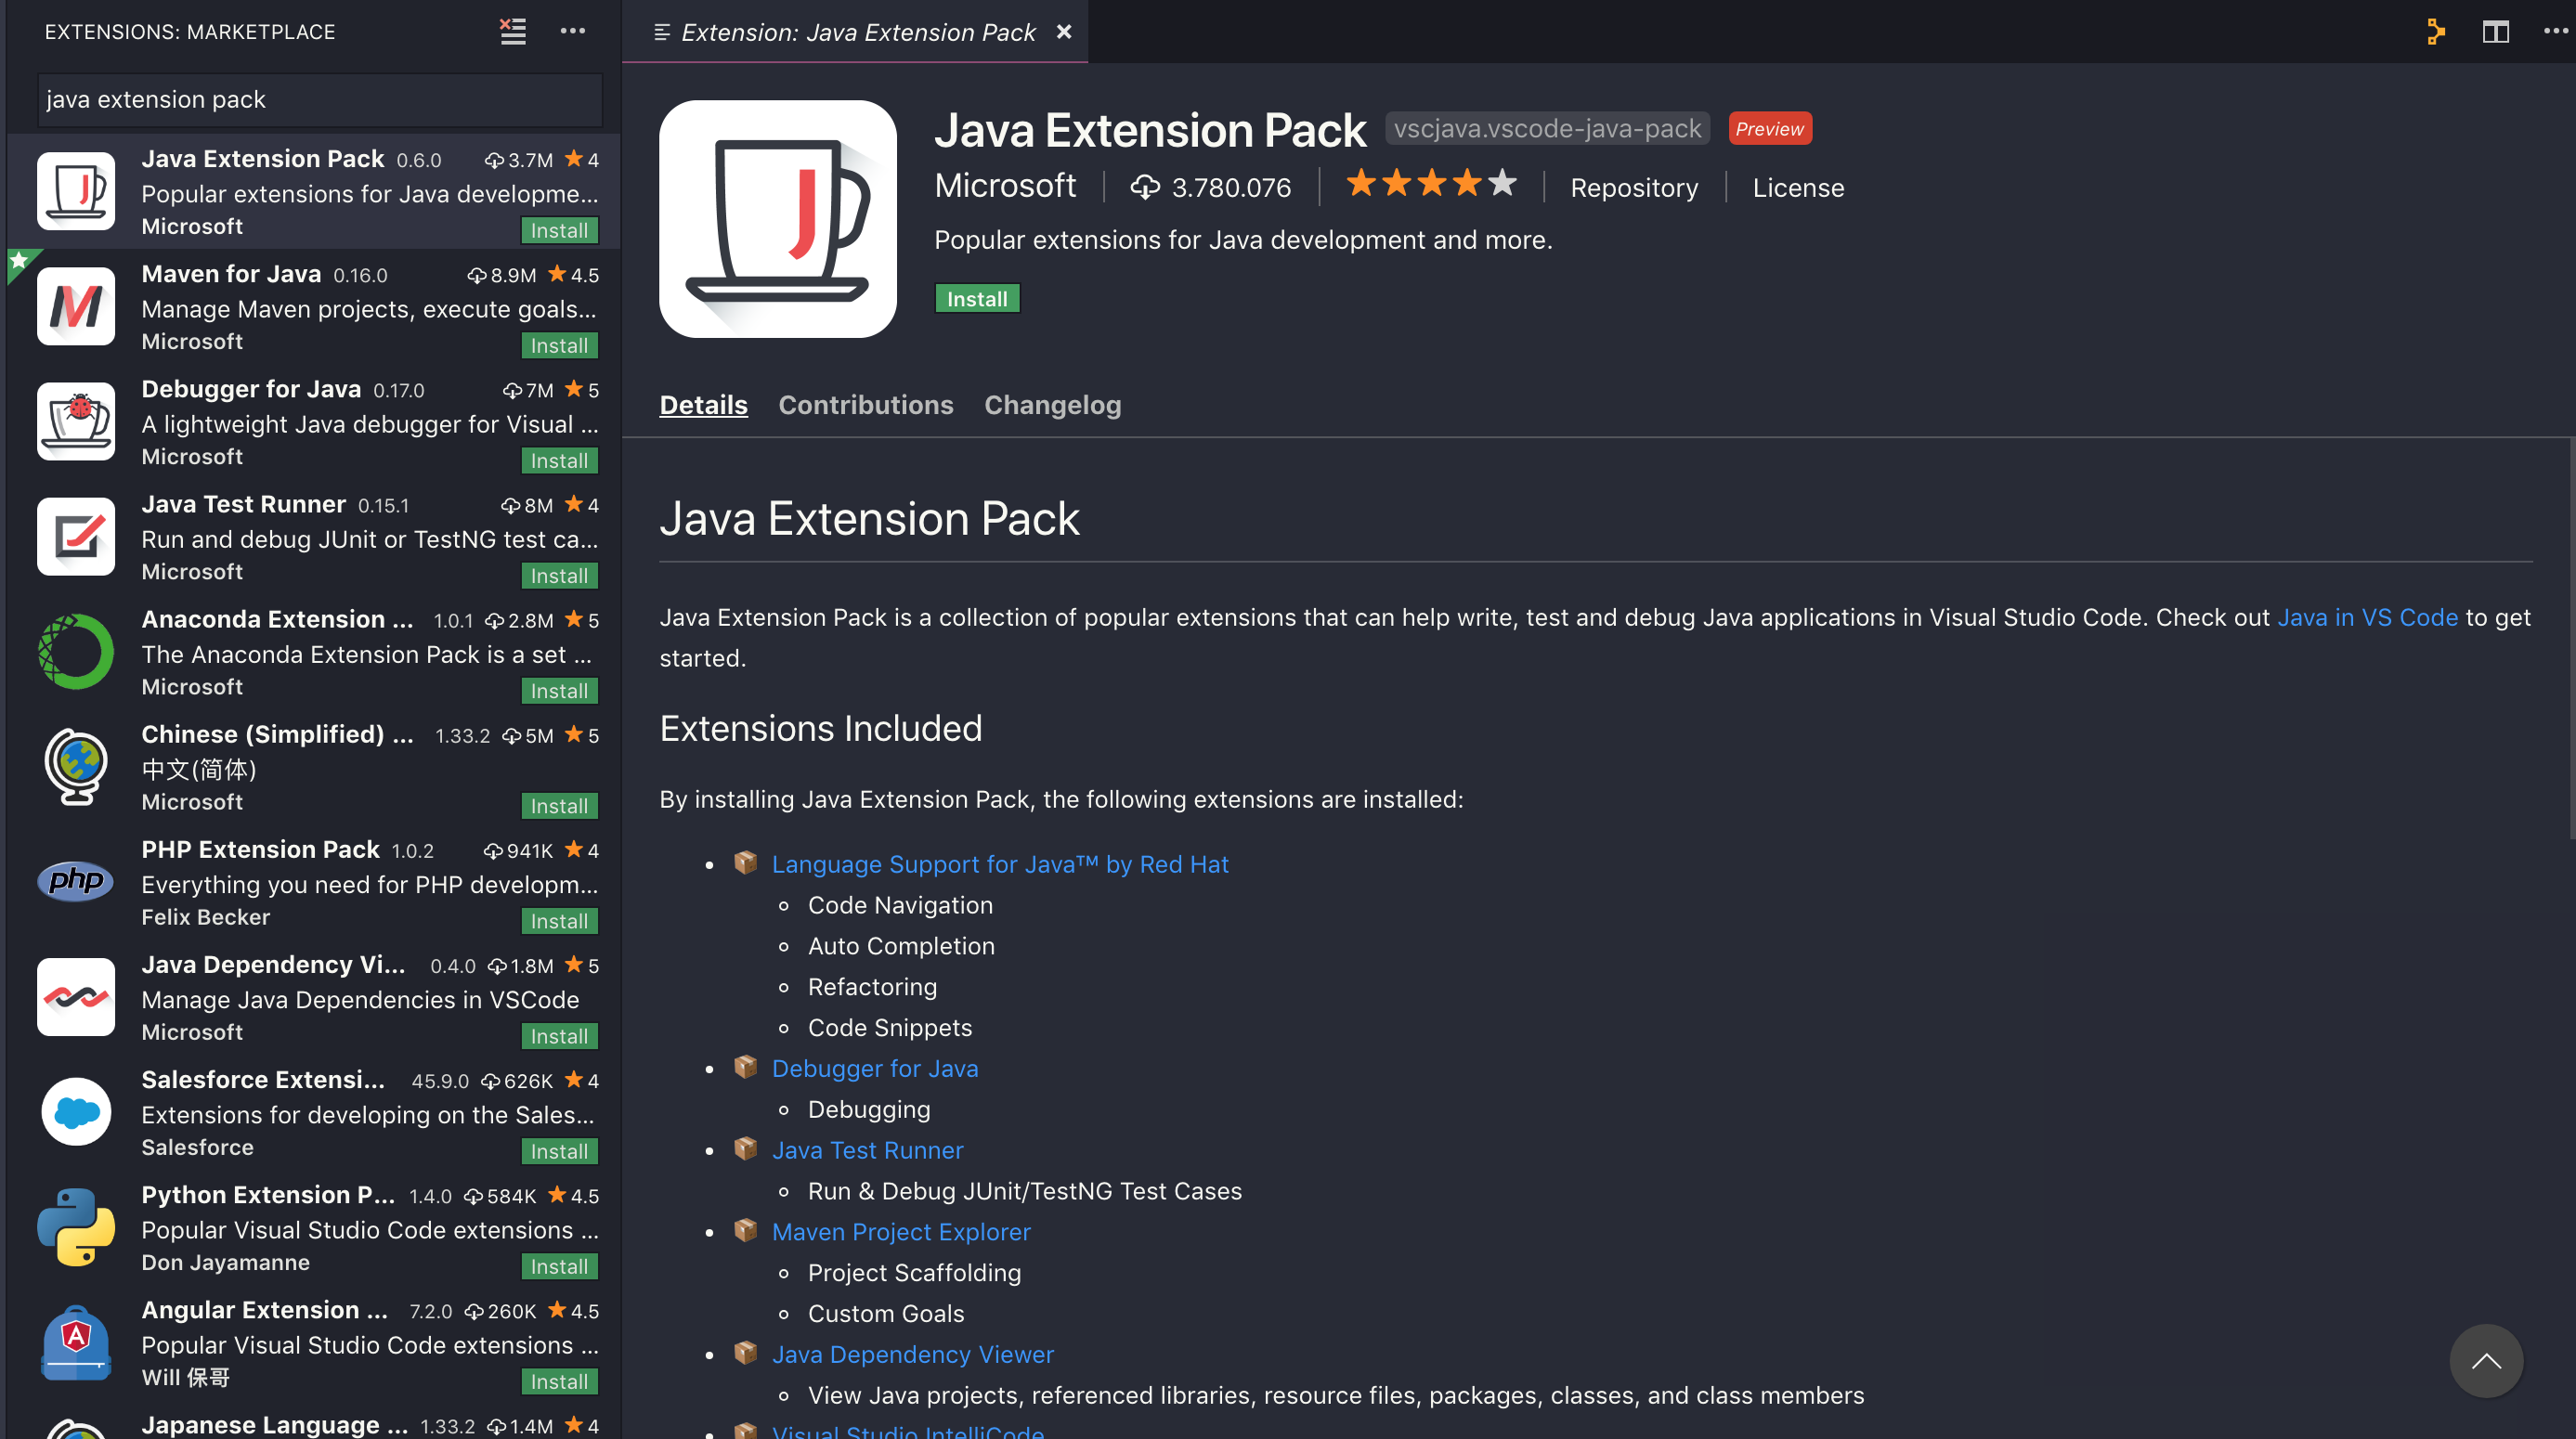 EXTENSIONS: MARKETPLACE
java extension pack
Java Extension Pack 0.6.0 3.7M 4
Popular extensions for Java developme...
Microsoft Install
Maven for Java 0.16.0 8.9M 4.5
Manage Maven projects, execute goals...
Microsoft Install
Debugger for Java 0.17.0 7M 5
A lightweight Java debugger for Visual ...
Microsoft Install
Java Test Runner 0.15.1 8M 4
Run and debug JUnit or TestNG test ca...
Microsoft Install
Anaconda Extension ... 1.0.1 2.8M 5
The Anaconda Extension Pack is a set ...
Microsoft Install
Chinese (Simplified) ... 1.33.2 5M 5
中文(简体)
Microsoft Install
php
PHP Extension Pack 1.0.2 941K 4
Everything you need for PHP developm...
Felix Becker Install
Java Dependency Vi... 0.4.0 1.8M 5
Manage Java Dependencies in VSCode
Microsoft Install
Salesforce Extensi... 45.9.0 626K 4
Extensions for developing on the Sales...
Salesforce Install
Python Extension P... 1.4.0 584K 4.5
Popular Visual Studio Code extensions ...
Don Jayamanne Install
Angular Extension ... 7.2.0 260K 4.5
Popular Visual Studio Code extensions ...
Will 保哥 Install
Japanese Language ... 1.33.2 1.4M 4
Extension: Java Extension Pack
Java Extension Pack vscjava.vscode-java-pack Preview
Microsoft 3.780.076 Repository License
Popular extensions for Java development and more.
Install
Details Contributions Changelog
Java Extension Pack
Java Extension Pack is a collection of popular extensions that can help write, test and debug Java applications in Visual Studio Code. Check out Java in VS Code to get
started.
Extensions Included
By installing Java Extension Pack, the following extensions are installed:
• 📦 Language Support for Java™ by Red Hat
◦ Code Navigation
◦ Auto Completion
◦ Refactoring
◦ Code Snippets
• 📦 Debugger for Java
◦ Debugging
• 📦 Java Test Runner
◦ Run & Debug JUnit/TestNG Test Cases
• 📦 Maven Project Explorer
◦ Project Scaffolding
◦ Custom Goals
• 📦 Java Dependency Viewer
◦ View Java projects, referenced libraries, resource files, packages, classes, and class members
• 📦 Visual Studio IntelliCode